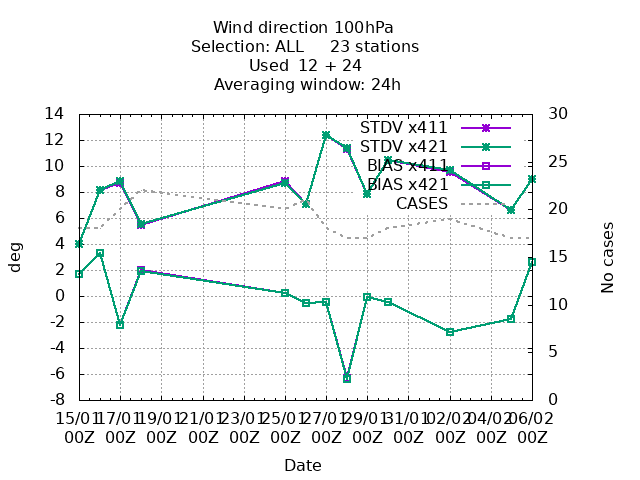 Wind direction 100hPa
Selection: ALL 23 stations
Used 12 + 24
Averaging window: 24h
14
12
10
8
6
4
2
0
-2
-4
-6
-8
deg
30
25
20
15
10
5
0
No cases
STDV x411
STDV x421
BIAS x411
BIAS x421
CASES
15/01 17/01 19/01 21/01 23/01 25/01 27/01 29/01 31/01 02/02 04/02 06/02
00Z 00Z 00Z 00Z 00Z 00Z 00Z 00Z 00Z 00Z 00Z 00Z
Date